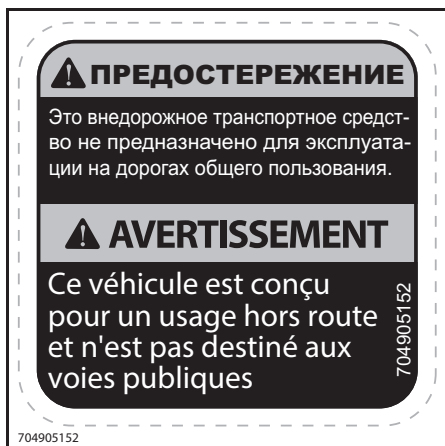 ПРЕДОСТЕРЕЖЕНИЕ
Это внедорожное транспортное средст-
во не предназначено для эксплуата-
ции на дорогах общего пользования.
AVERTISSEMENT
Ce véhicule est conçu
pour un usage hors route
et n'est pas destiné aux
voies publiques
704905152
704905152